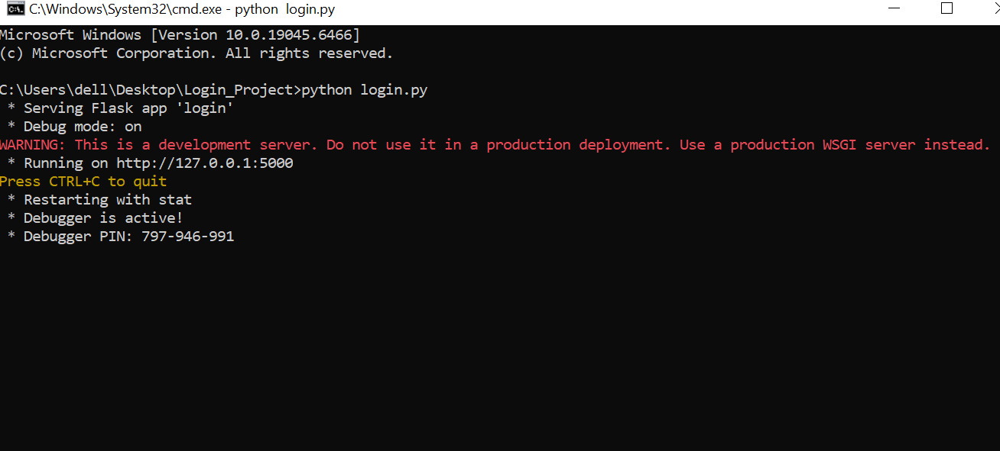 C:\Windows\System32\cmd.exe - python  login.py
Microsoft Windows [Version 10.0.19045.6466]
(c) Microsoft Corporation. All rights reserved.
C:\Users\dell\Desktop\Login_Project>python login.py
 * Serving Flask app 'login'
 * Debug mode: on
WARNING: This is a development server. Do not use it in a production deployment. Use a production WSGI server instead.
 * Running on http://127.0.0.1:5000
Press CTRL+C to quit
 * Restarting with stat
 * Debugger is active!
 * Debugger PIN: 797-946-991